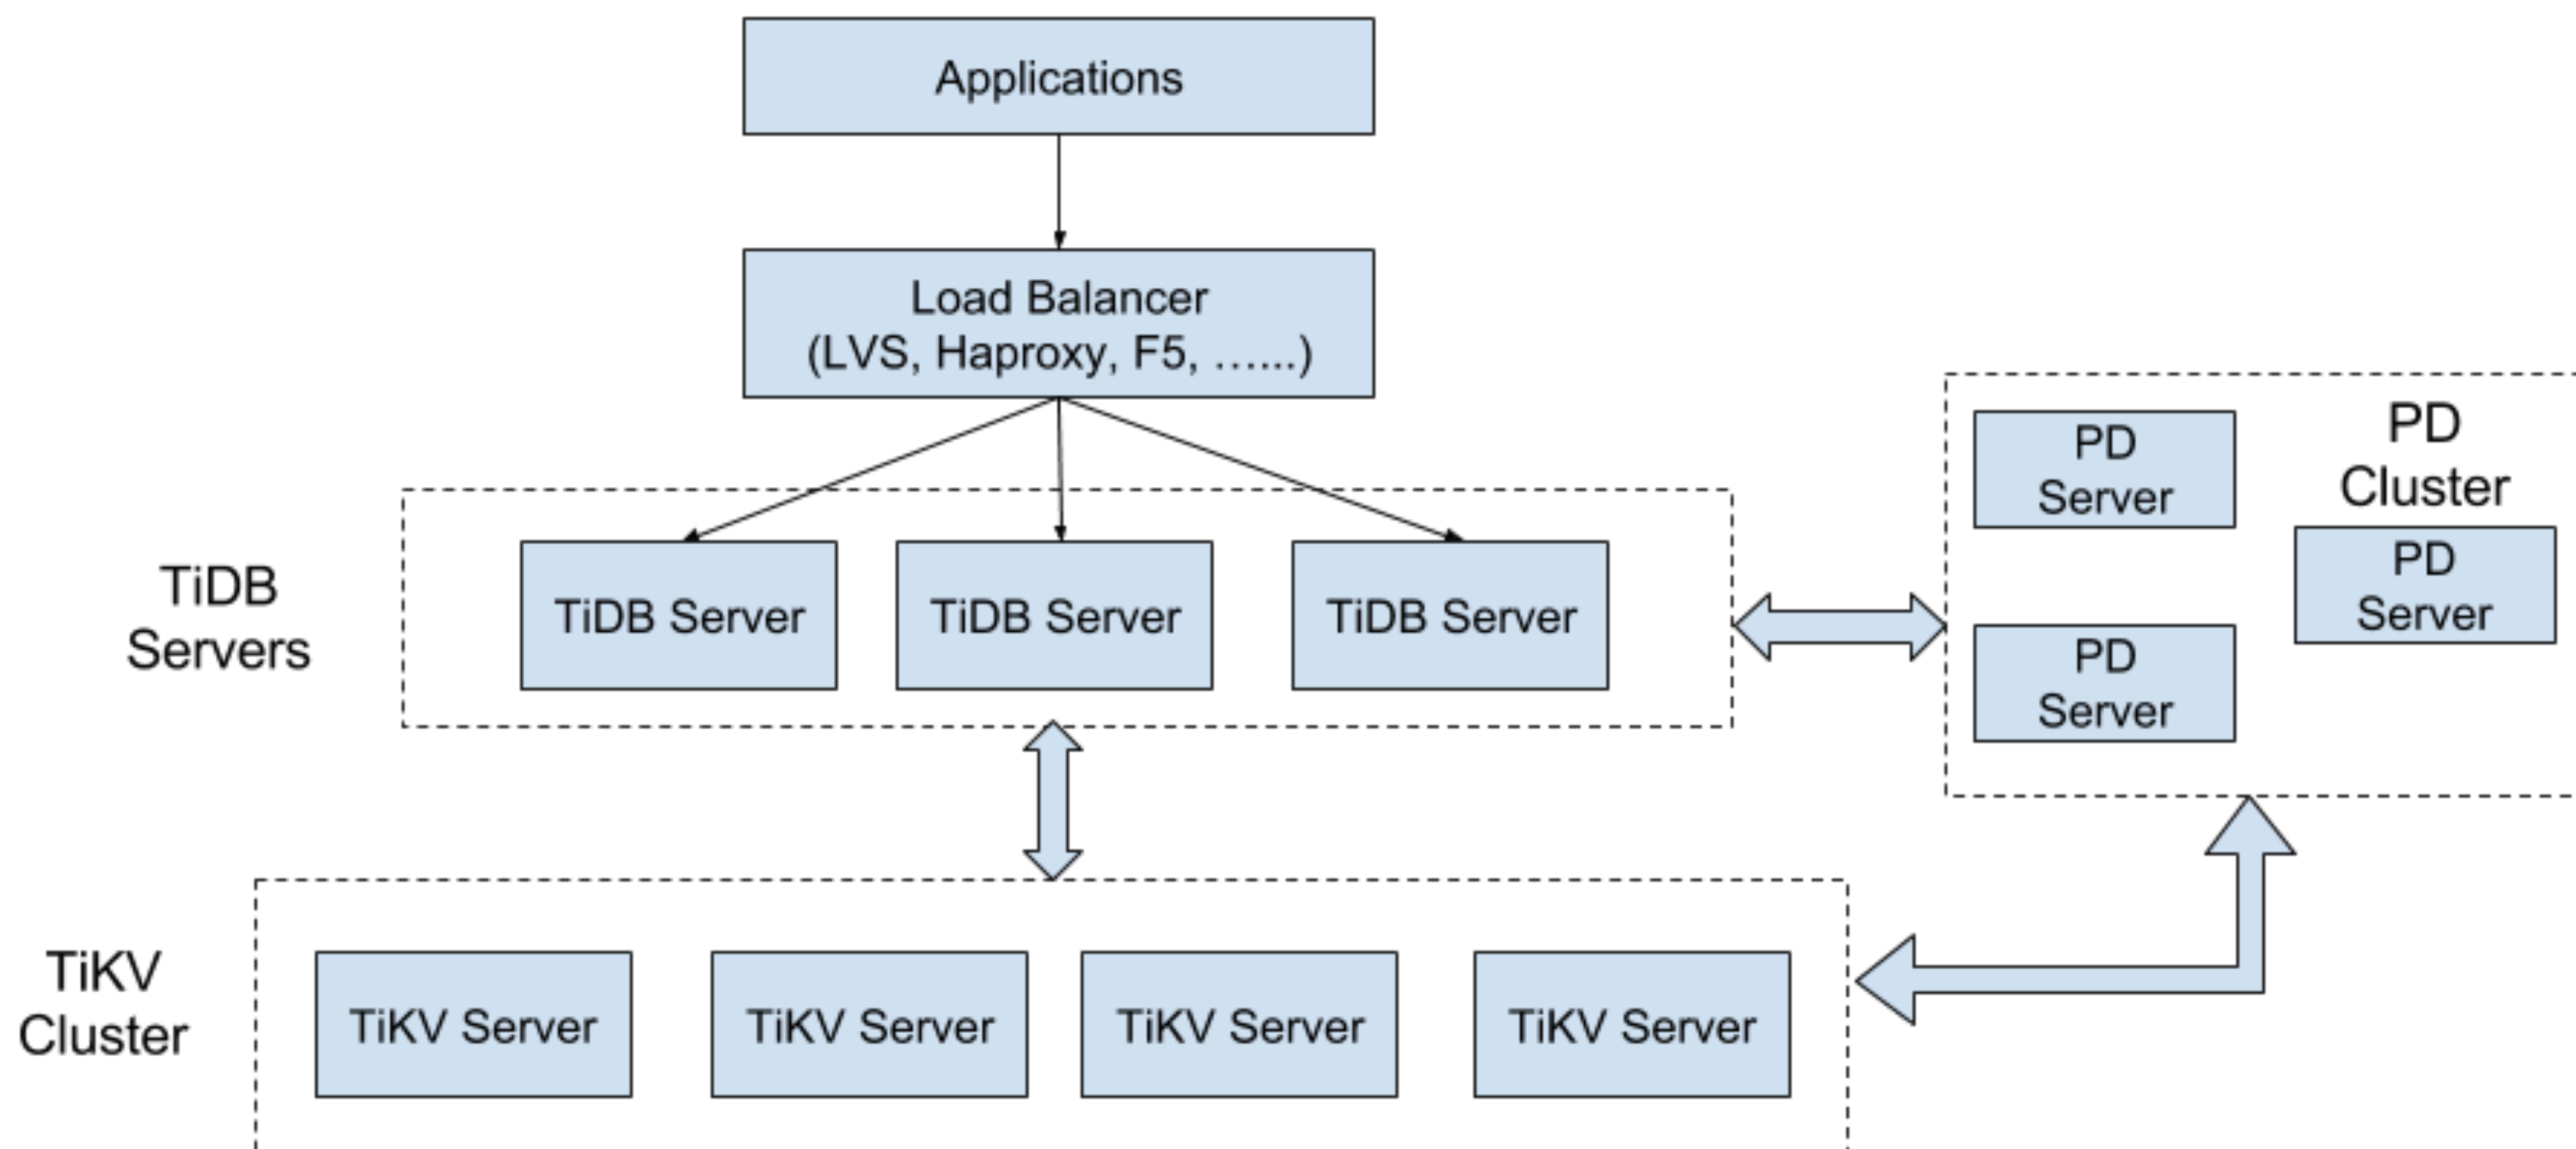 Applications
Load Balancer
(LVS, Haproxy, F5, …...)
PD
Cluster
PD
Server
PD
Server
PD
Server
TiDB
Servers
TiDB Server
TiDB Server
TiDB Server
TiKV
Cluster
TiKV Server
TiKV Server
TiKV Server
TiKV Server